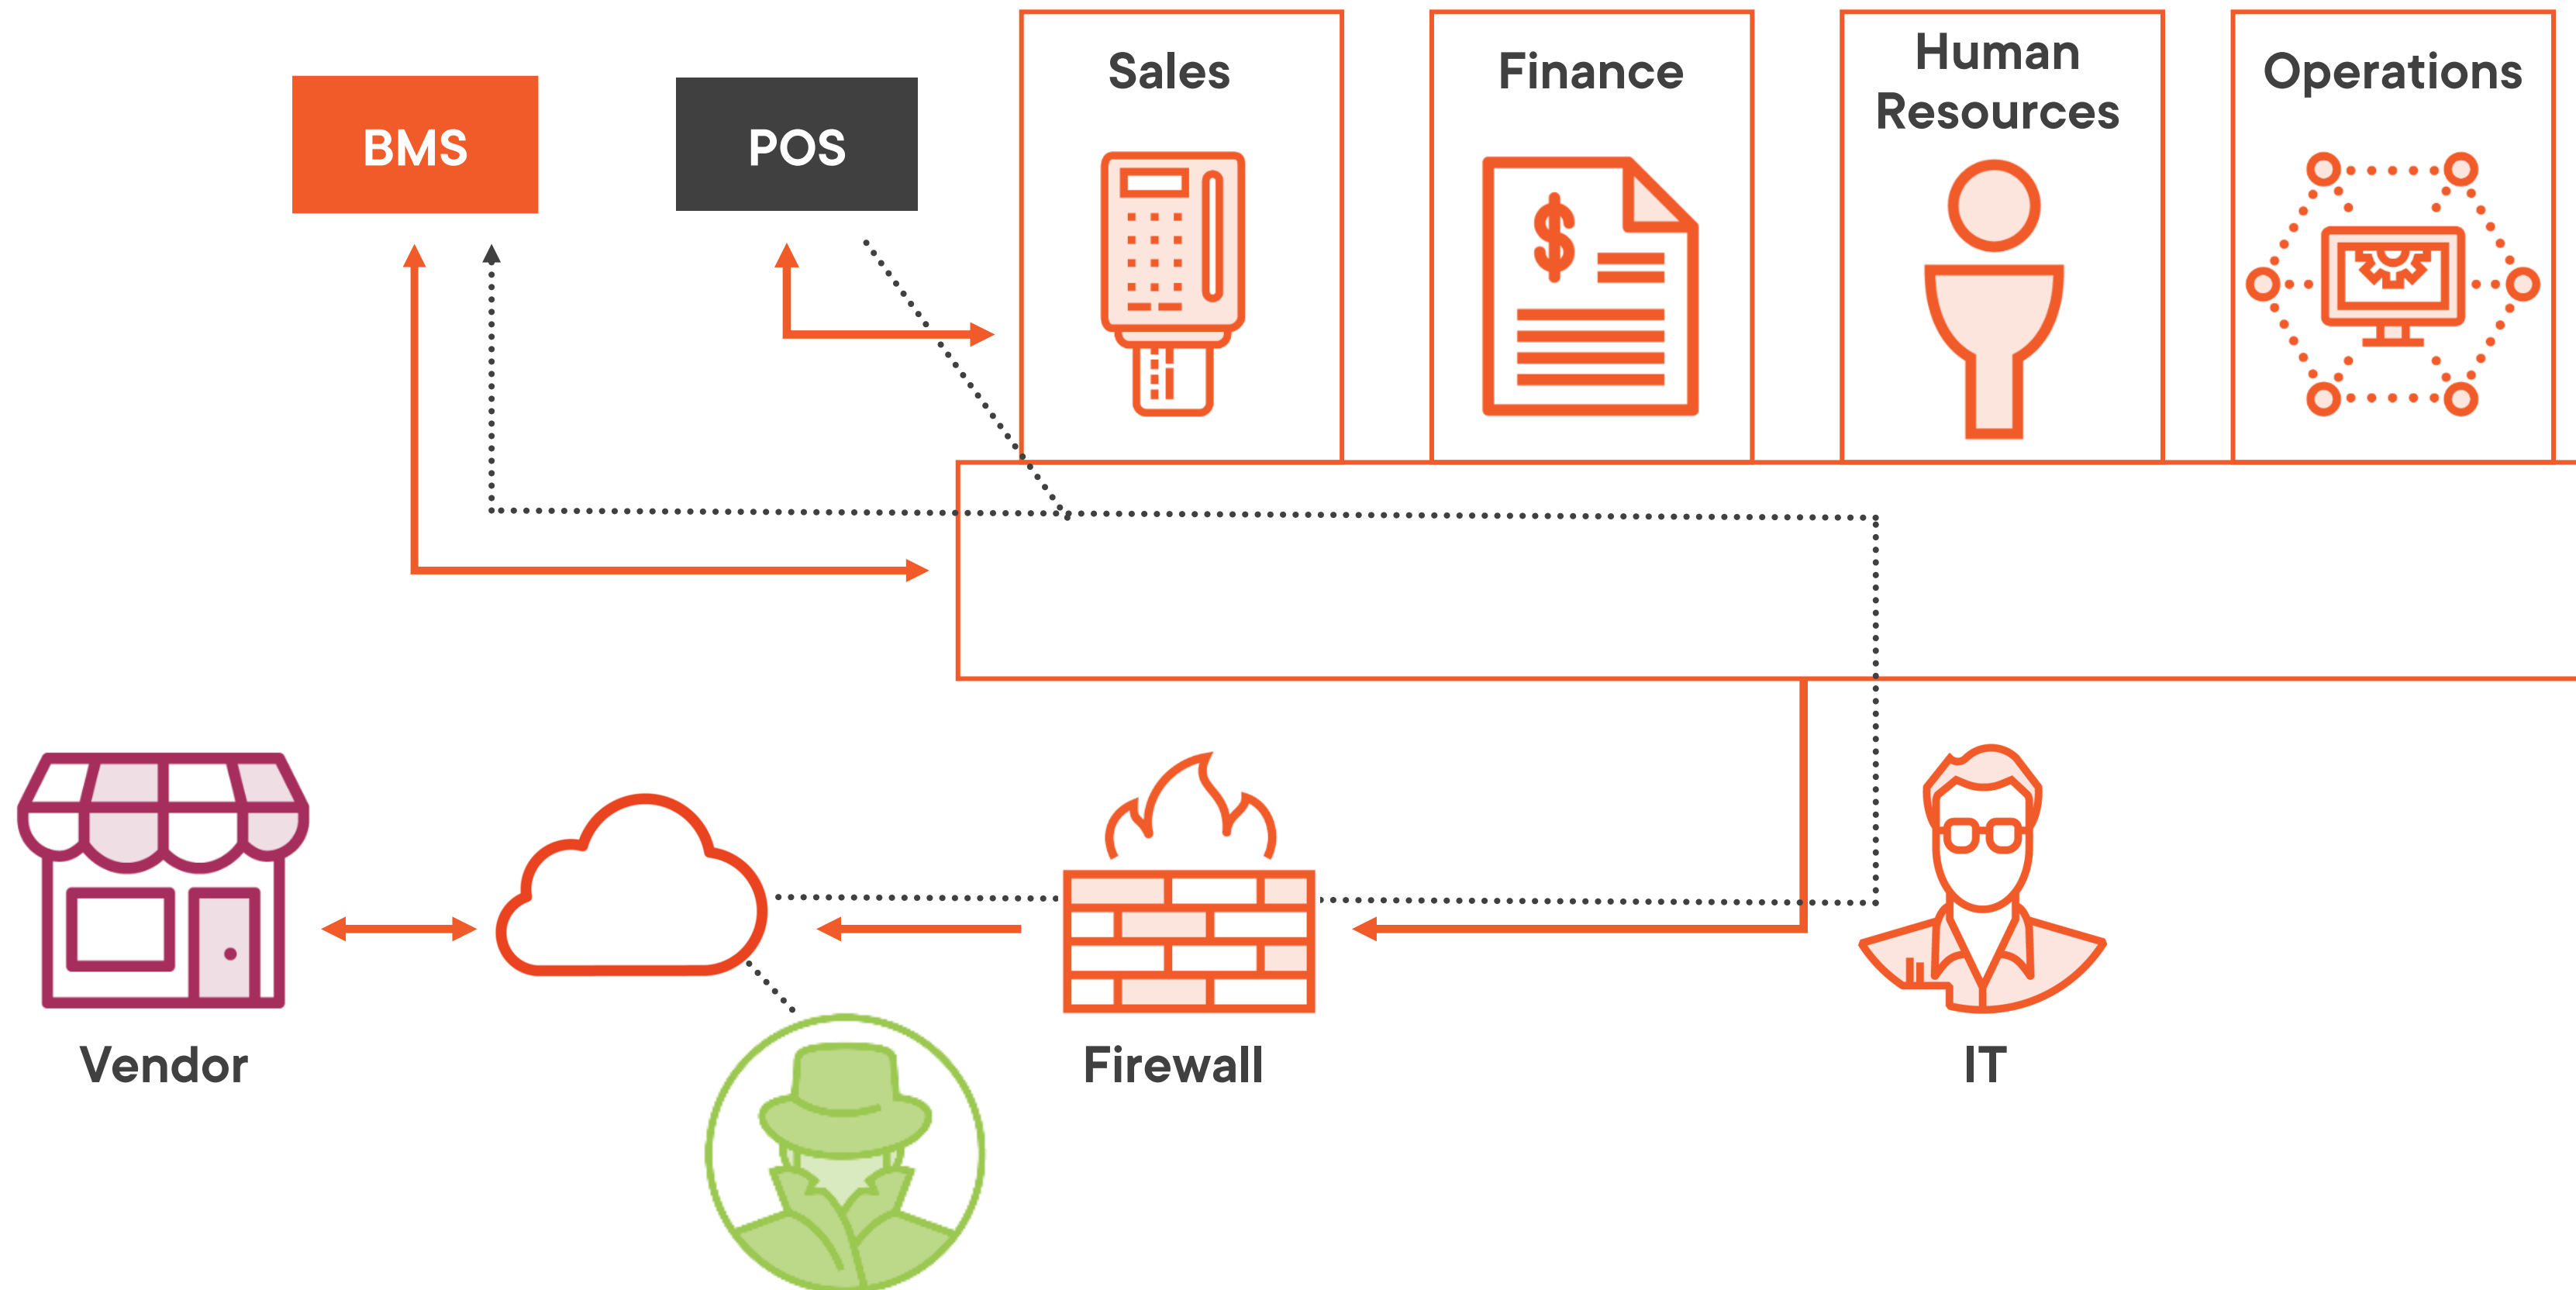 BMS
POS
Sales
Finance
Human
Resources
Operations
Vendor
Firewall
IT